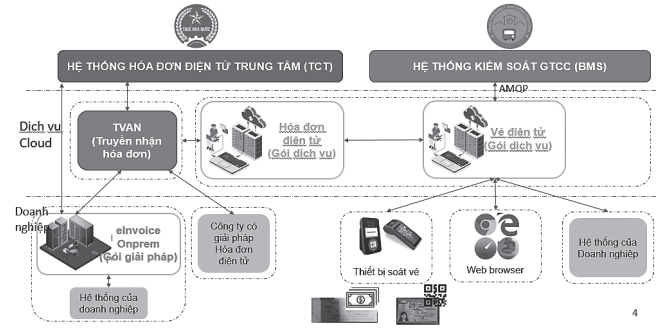 THUẾ NHÀ NƯỚC
HỆ THỐNG HÓA ĐƠN ĐIỆN TỬ TRUNG TÂM (TCT)
HỆ THỐNG KIỂM SOÁT GTCC (BMS)
AMQP
Dịch vụ
Cloud
TVAN
(Truyền nhận
hóa đơn)
Hóa đơn
điện tử
(Gói dịch vụ)
Vé điện tử
(Gói dịch vụ)
Doanh
nghiệp
eInvoice
Onprem
(Gói giải pháp)
Công ty có
giải pháp
Hóa đơn
điện tử
Thiết bị soát vé
Web browser
Hệ thống của
Doanh nghiệp
Hệ thống của
doanh nghiệp
4